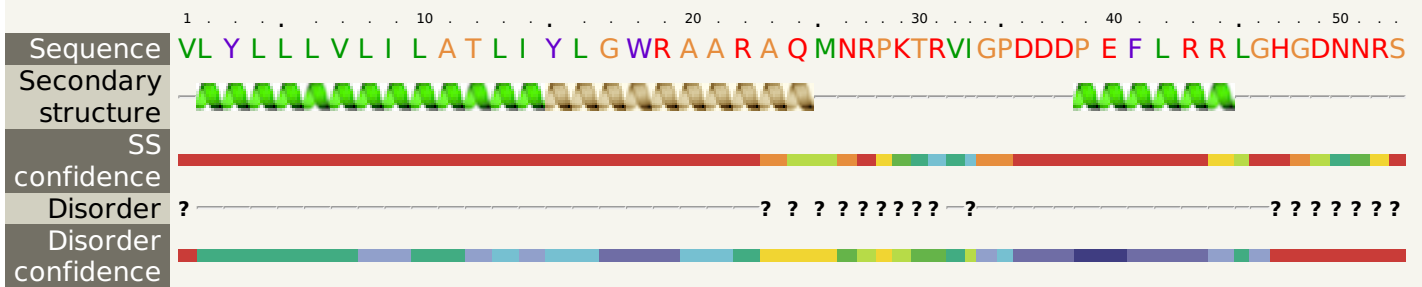 1 . . . . 10 . . . . 20 . . . . 30 . . . . 40 . . . . 50 . . .
Sequence VLYLLLVLILATLIYLGWRAARAQMNRPKTRVIGPDDDPEFLRRLGHGDNNRS
Secondary
structure
SS
confidence
Disorder ? ? ? ? ? ? ? ? ? ? ? ? ? ? ? ? ? ?
Disorder
confidence